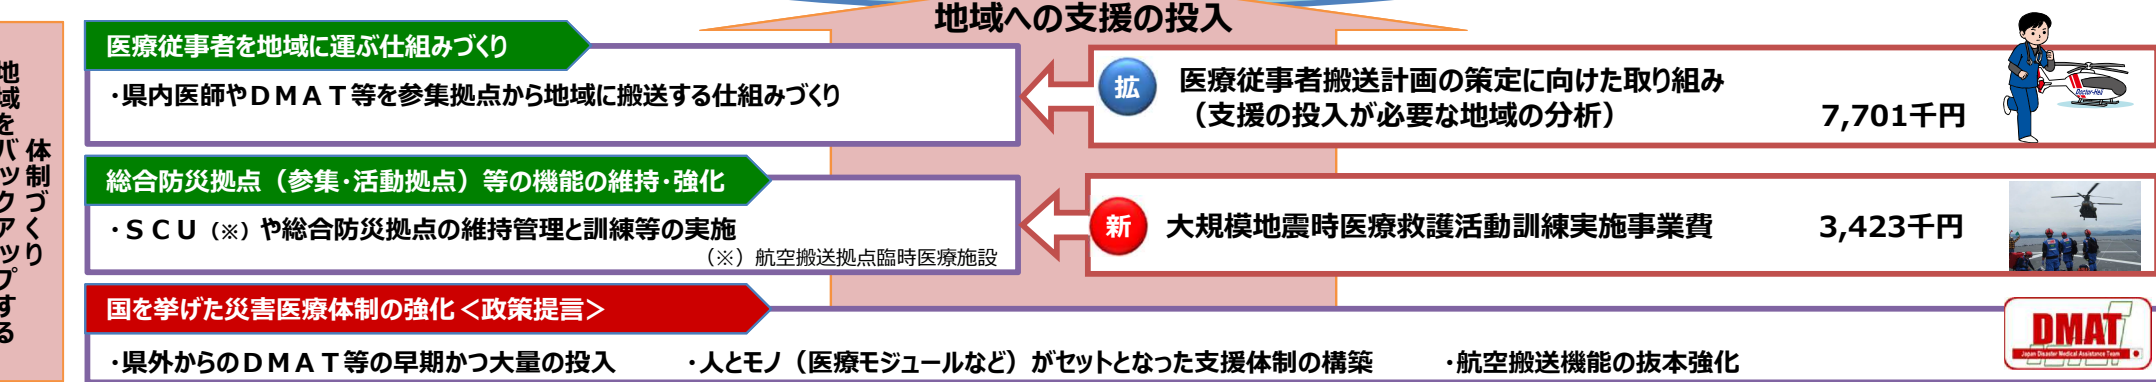 地域への支援の投入
地域をバックアップする
体制づくり
医療従事者を地域に運ぶ仕組みづくり
・県内医師やＤＭＡＴ等を参集拠点から地域に搬送する仕組みづくり
拡
医療従事者搬送計画の策定に向けた取り組み
（支援の投入が必要な地域の分析）　7,701千円
Doctor-Heli
総合防災拠点（参集・活動拠点）等の機能の維持・強化
・ＳＣＵ（※）や総合防災拠点の維持管理と訓練等の実施
（※）航空搬送拠点臨時医療施設
新
大規模地震時医療救護活動訓練実施事業費　3,423千円
国を挙げた災害医療体制の強化＜政策提言＞
・県外からのＤＭＡＴ等の早期かつ大量の投入　・人とモノ（医療モジュールなど）がセットとなった支援体制の構築　・航空搬送機能の抜本強化
DMAT
Japan Disaster Medical Assistance Team